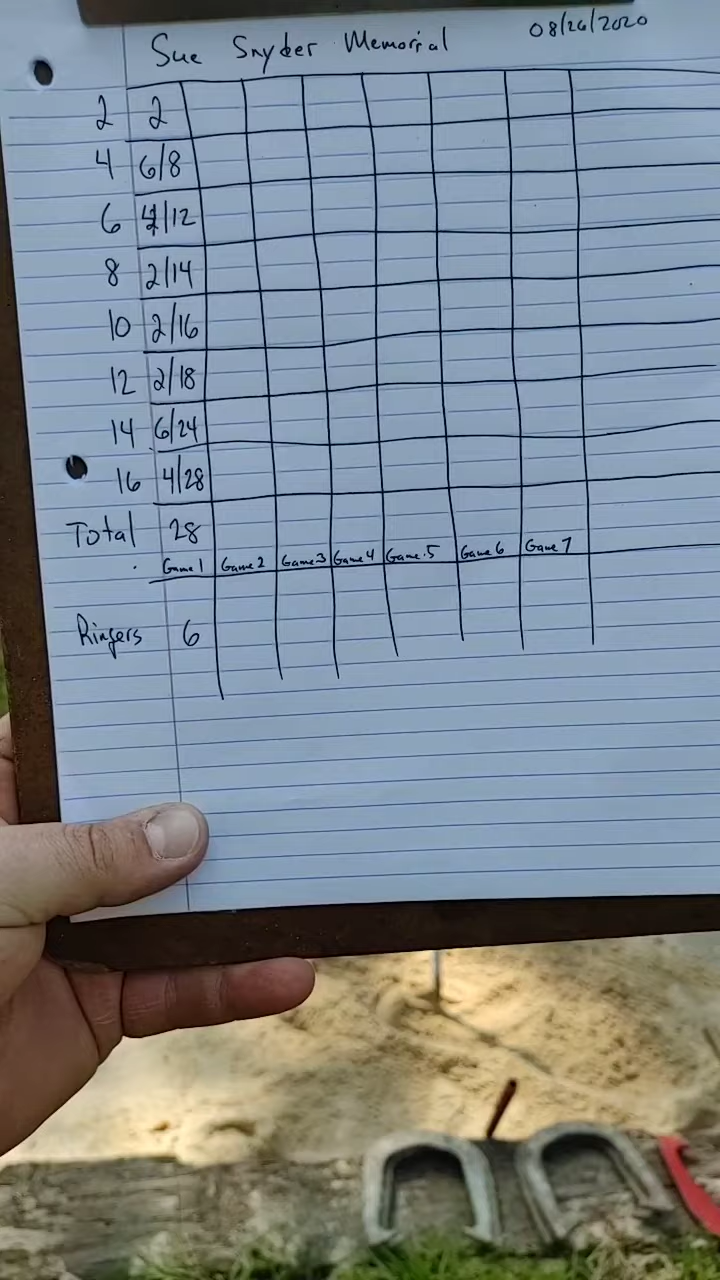 Sue Snyder Memorial 08/26/2020
2 2
4 6/8
6 4/12
8 2/14
10 2/16
12 2/18
14 6/24
16 4/28
Total 28
Game 1 Game 2 Game 3 Game 4 Game 5 Game 6 Game 7
Ringers 6